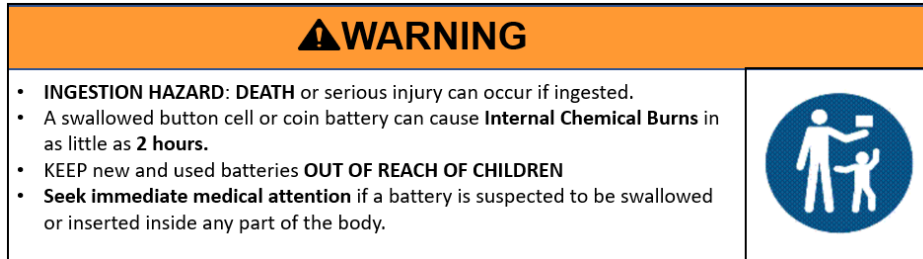 WARNING
• INGESTION HAZARD: DEATH or serious injury can occur if ingested.
• A swallowed button cell or coin battery can cause Internal Chemical Burns in
as little as 2 hours.
• KEEP new and used batteries OUT OF REACH OF CHILDREN
• Seek immediate medical attention if a battery is suspected to be swallowed
or inserted inside any part of the body.